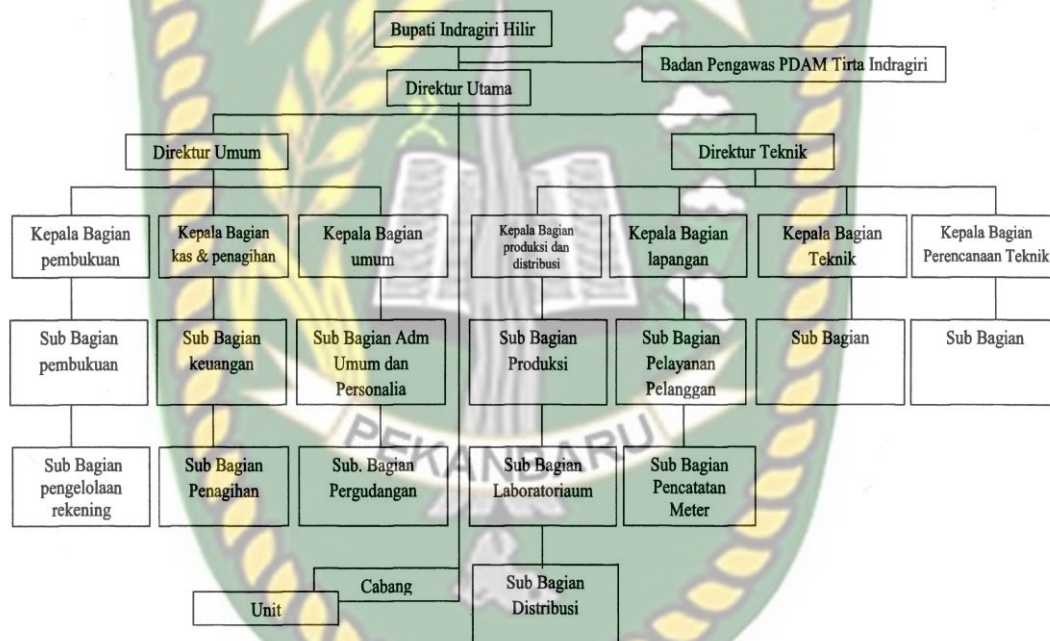 Bupati Indragiri Hilir
Badan Pengawas PDAM Tirta Indragiri
Direktur Utama
Direktur Umum
Direktur Teknik
Kepala Bagian
pembukuan
Kepala Bagian
kas & penagihan
Kepala Bagian
umum
Kepala Bagian
produksi dan
distribusi
Kepala Bagian
lapangan
Kepala Bagian
Teknik
Kepala Bagian
Perencanaan Teknik
Sub Bagian
pembukuan
Sub Bagian
keuangan
Sub Bagian Adm
Umum dan
Personalia
Sub Bagian
Produksi
Sub Bagian
Pelayanan
Pelanggan
Sub Bagian
Sub Bagian
PEKANBARU
Sub Bagian
pengelolaan
rekening
Sub Bagian
Penagihan
Sub. Bagian
Pergudangan
Sub Bagian
Laboratoriaum
Sub Bagian
Pencatatan
Meter
Cabang
Unit
Sub Bagian
Distribusi